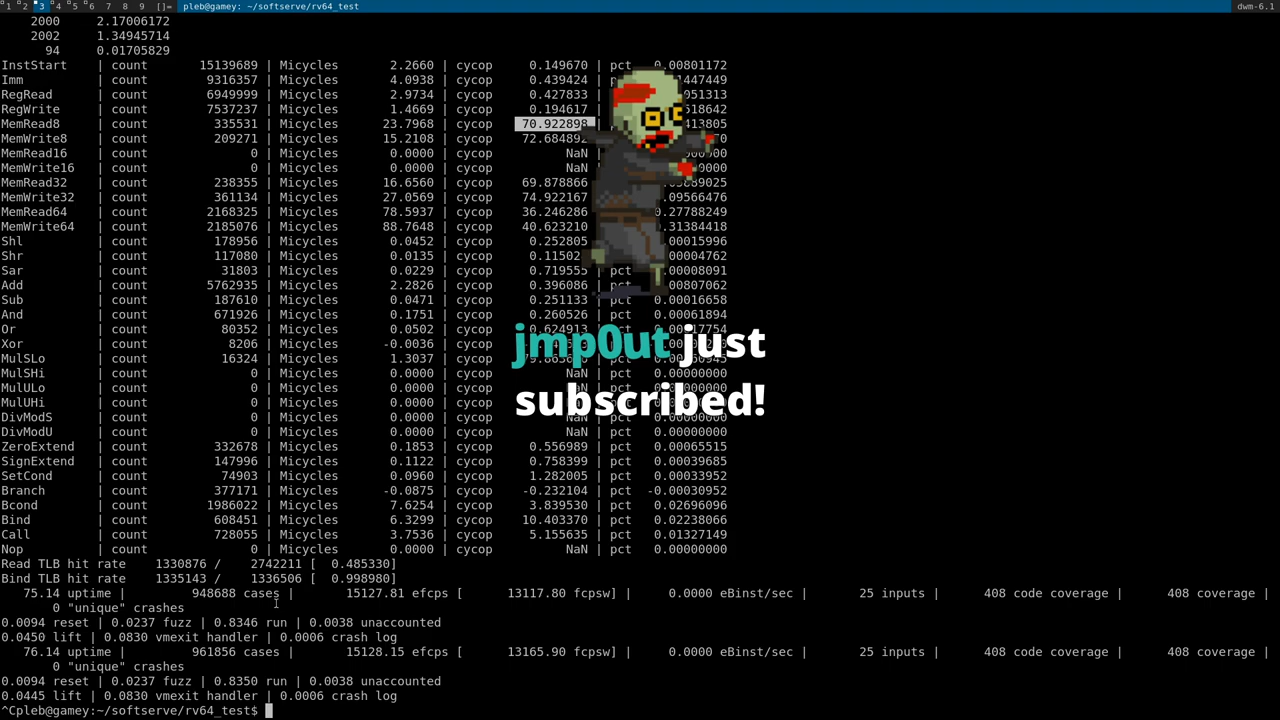 1 2 3 4 5 6 7 8 9 []= pleb@gamey: ~/softserve/rv64_test dwm-6.1
2000 2.17006172
2002 1.34945714
94 0.01705829
InstStart | count 15139689 | Micycles 2.2660 | cycop 0.149670 | pct 0.00801172
Imm | count 9316357 | Micycles 4.0938 | cycop 0.439424 | 1447449
RegRead | count 6949999 | Micycles 2.9734 | cycop 0.427833 | 051313
RegWrite | count 7537237 | Micycles 1.4669 | cycop 0.194617 | 518642
MemRead8 | count 335531 | Micycles 23.7968 | cycop 70.922898 413805
MemWrite8 | count 209271 | Micycles 15.2108 | cycop 72.684892
MemRead16 | count 0 | Micycles 0.0000 | cycop NaN
MemWrite16 | count 0 | Micycles 0.0000 | cycop NaN
MemRead32 | count 238355 | Micycles 16.6560 | cycop 69.878866
MemWrite32 | count 361134 | Micycles 27.0569 | cycop 74.922167 .09566476
MemRead64 | count 2168325 | Micycles 78.5937 | cycop 36.246286 0.27788249
MemWrite64 | count 2185076 | Micycles 88.7648 | cycop 40.623210 0.31384418
Shl | count 178956 | Micycles 0.0452 | cycop 0.252805 0.00015996
Shr | count 117080 | Micycles 0.0135 | cycop 0.11502 0.00004762
Sar | count 31803 | Micycles 0.0229 | cycop 0.719555 pct 0.00008091
Add | count 5762935 | Micycles 2.2826 | cycop 0.396086 | pct 0.00807062
Sub | count 187610 | Micycles 0.0471 | cycop 0.251133 | pct 0.00016658
And | count 671926 | Micycles 0.1751 | cycop 0.260526 | pct 0.00061894
Or | count 80352 | Micycles 0.0502 | cycop 0.624913
Xor | count 8206 | Micycles -0.0036 | cycop
MulSLo | count 16324 | Micycles 1.3037 | cycop
MulSHi | count 0 | Micycles 0.0000 | cycop NaN | pct 0.00000000
MulULo | count 0 | Micycles 0.0000 | cycop
MulUHi | count 0 | Micycles 0.0000 | cycop
DivModS | count 0 | Micycles 0.0000 | cycop NaN | pct 0.00000000
DivModU | count 0 | Micycles 0.0000 | cycop NaN | pct 0.00000000
ZeroExtend | count 332678 | Micycles 0.1853 | cycop 0.556989 | pct 0.00065515
SignExtend | count 147996 | Micycles 0.1122 | cycop 0.758399 | pct 0.00039685
SetCond | count 74903 | Micycles 0.0960 | cycop 1.282005 | pct 0.00033952
Branch | count 377171 | Micycles -0.0875 | cycop -0.232104 | pct -0.00030952
Bcond | count 1986022 | Micycles 7.6254 | cycop 3.839530 | pct 0.02696096
Bind | count 608451 | Micycles 6.3299 | cycop 10.403370 | pct 0.02238066
Call | count 728055 | Micycles 3.7536 | cycop 5.155635 | pct 0.01327149
Nop | count 0 | Micycles 0.0000 | cycop NaN | pct 0.00000000
jmp0ut just
subscribed!
Read TLB hit rate 1330876 / 2742211 [ 0.485330]
Bind TLB hit rate 1335143 / 1336506 [ 0.998980]
75.14 uptime | 948688 cases | 15127.81 efcps [ 13117.80 fcpsw] | 0.0000 eBinst/sec | 25 inputs | 408 code coverage | 408 coverage |
0 "unique" crashes
0.0094 reset | 0.0237 fuzz | 0.8346 run | 0.0038 unaccounted
0.0450 lift | 0.0830 vmexit handler | 0.0006 crash log
76.14 uptime | 961856 cases | 15128.15 efcps [ 13165.90 fcpsw] | 0.0000 eBinst/sec | 25 inputs | 408 code coverage | 408 coverage |
0 "unique" crashes
0.0094 reset | 0.0237 fuzz | 0.8350 run | 0.0038 unaccounted
0.0445 lift | 0.0830 vmexit handler | 0.0006 crash log
^Cpleb@gamey:~/softserve/rv64_test$